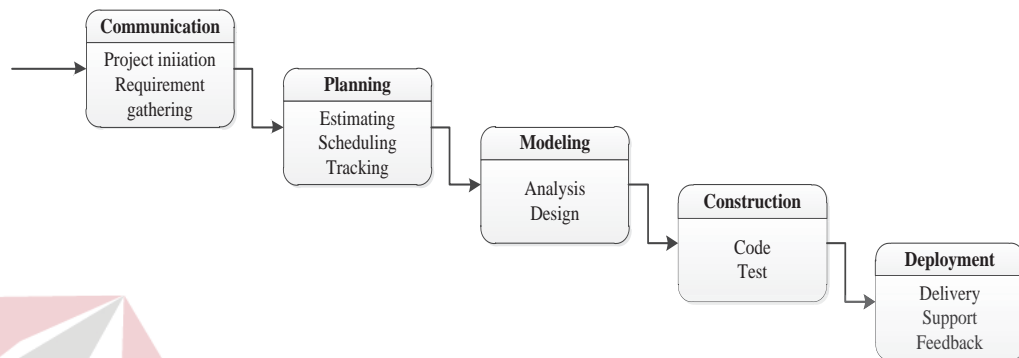 Communication
Project iniiation
Requirement
gathering
Planning
Estimating
Scheduling
Tracking
Modeling
Analysis
Design
Construction
Code
Test
Deployment
Delivery
Support
Feedback